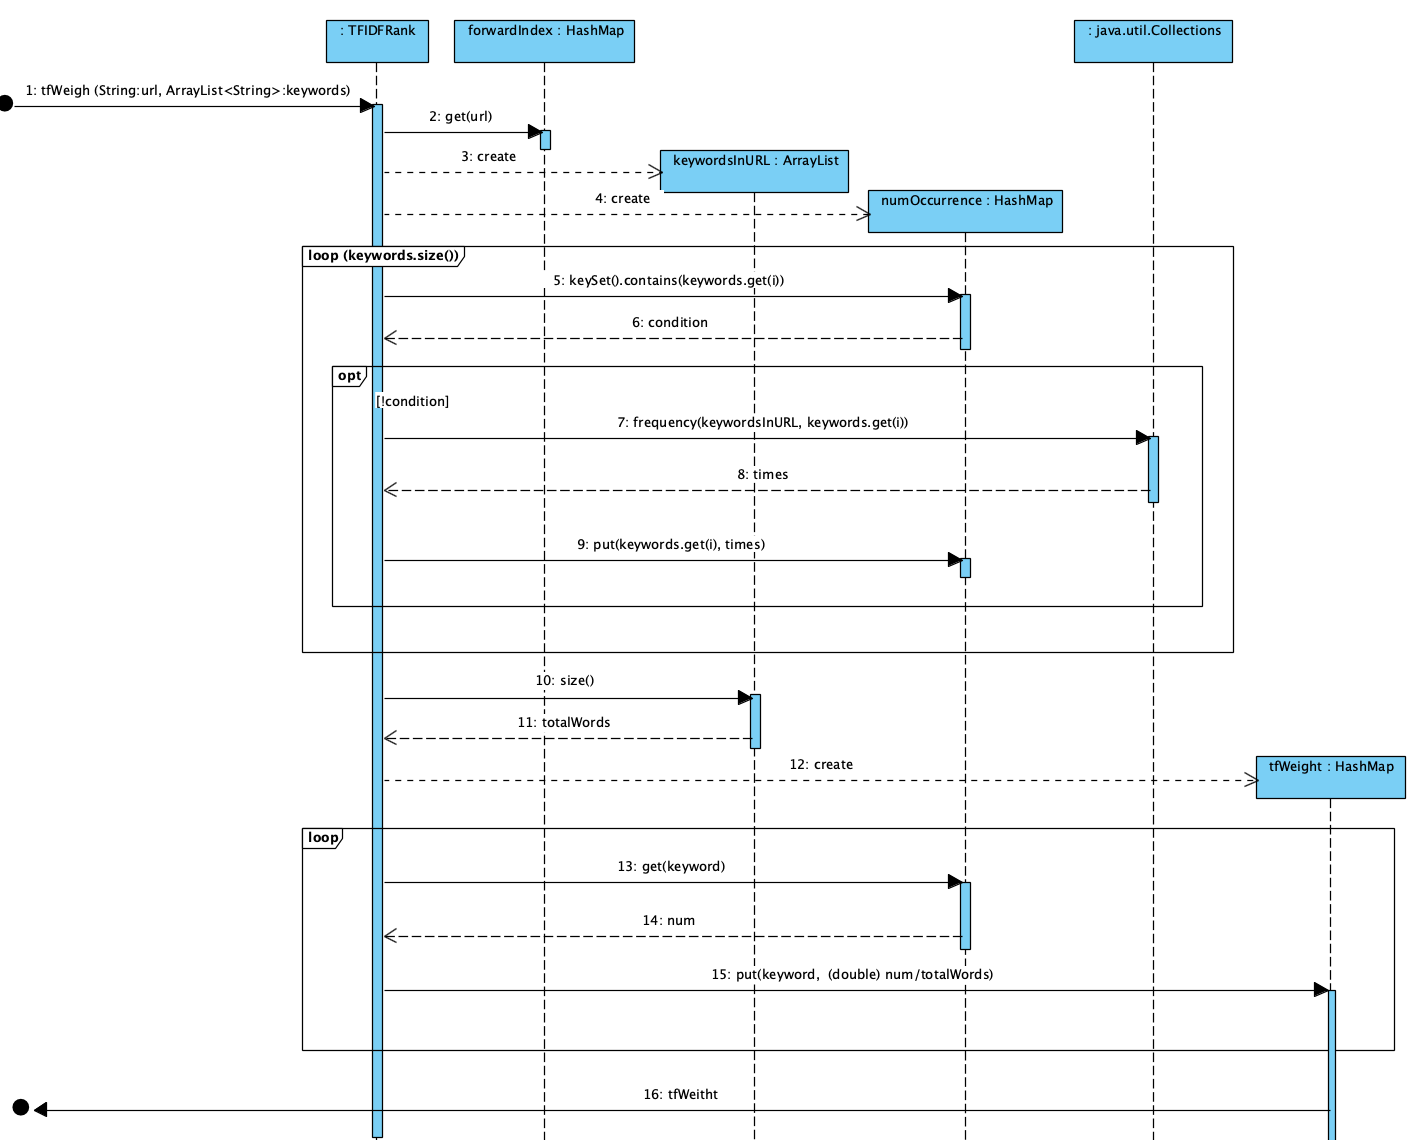 : TFIDFRank
forwardIndex : HashMap
: java.util.Collections
1: tfWeigh (String:url, ArrayList<String>:keywords)
2: get(url)
3: create
keywordsInURL : ArrayList
4: create
numOccurrence : HashMap
loop (keywords.size())
5: keySet().contains(keywords.get(i))
6: condition
opt
[!condition]
7: frequency(keywordsInURL, keywords.get(i))
8: times
9: put(keywords.get(i), times)
10: size()
11: totalWords
12: create
tfWeight : HashMap
loop
13: get(keyword)
14: num
15: put(keyword,  (double) num/totalWords)
16: tfWeitht